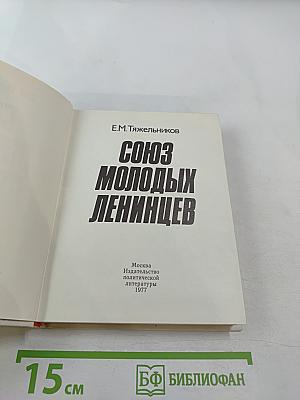 Е.М.Тяжельников
СОЮЗ
МОЛОДЫХ
ЛЕНИНЦЕВ
Москва
Издательство
политической
литературы
1977
15 см
БФ БИБЛИОФАН